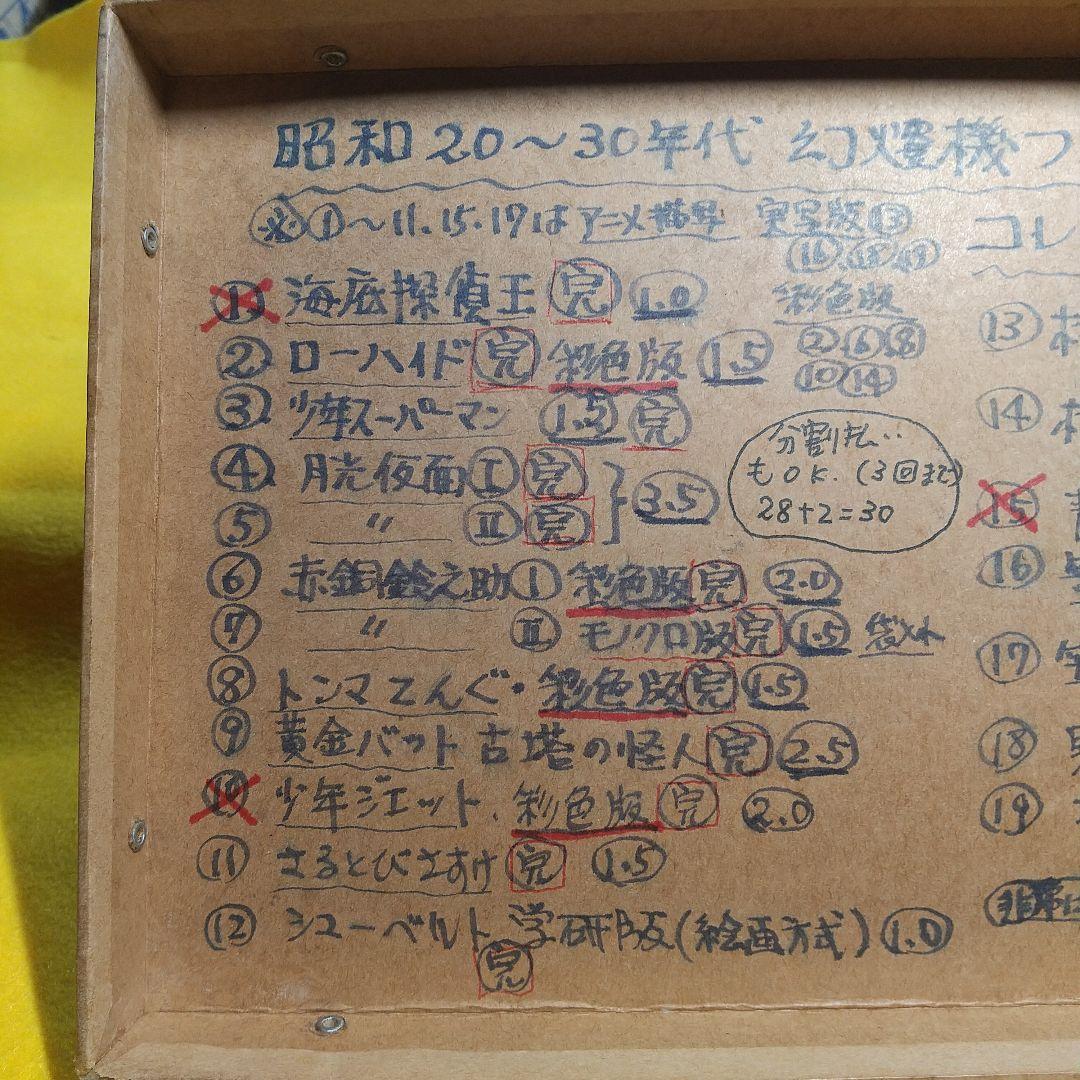 昭和20〜30年代 幻燈機フ
※①〜11.15.17はアニメ 実写版⑬
⑯.⑱.⑲
コレ
① 海底探偵王 完 1.0
彩色版
② ローハイド 完 彩色版 1.5
②⑥⑧
⑩⑭
③ 少年スーパーマン 1.5 完
④ 月光仮面 I 完
3.5
⑤ 〃 II 完
分割払..
もOK.(3回まで)
28+2=30
⑥ 赤銅鈴之助 I 彩色版 完 2.0
⑦ 〃 II モノクロ版 完 1.5 袋入れ
⑧ トンマてんぐ・彩色版 完 1.5
⑨ 黄金バット 古塔の怪人 完 2.5
⑩ 少年ジェット.彩色版 完 2.0
⑪ さるとびさすけ 完 1.5
⑫ シューベルト 学研版(絵画方式) 1.0
完
⑬
⑭
⑮
⑯
⑰
⑱
⑲